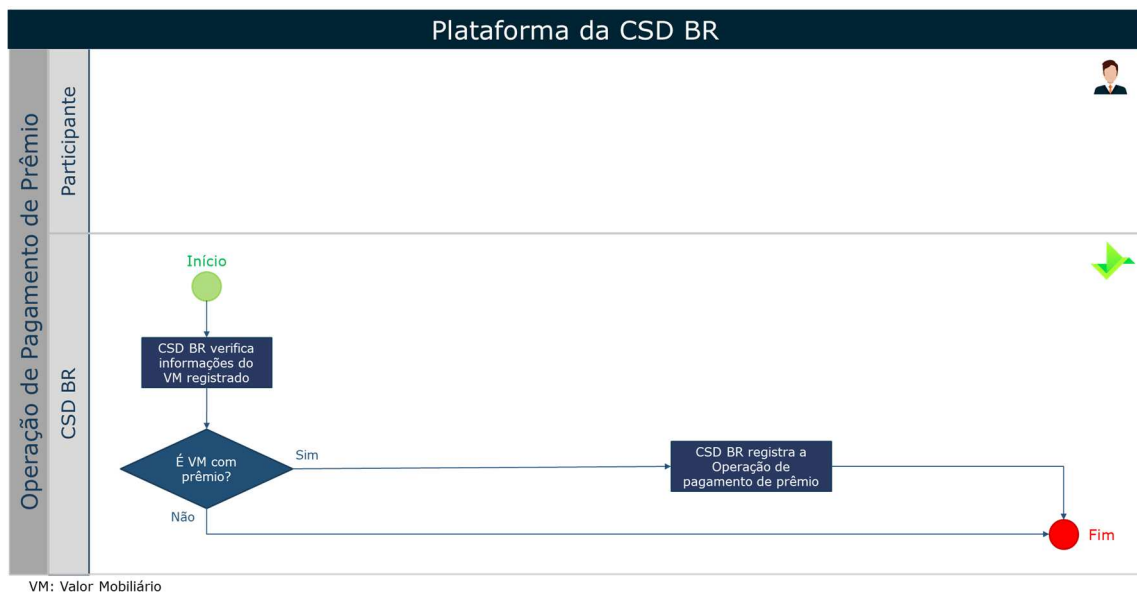 Plataforma da CSD BR
Operação de Pagamento de Prêmio
Participante
CSD BR
Início
CSD BR verifica
informações do
VM registrado
É VM com
prêmio?
Sim
Não
CSD BR registra a
Operação de
pagamento de prêmio
Fim
VM: Valor Mobiliário